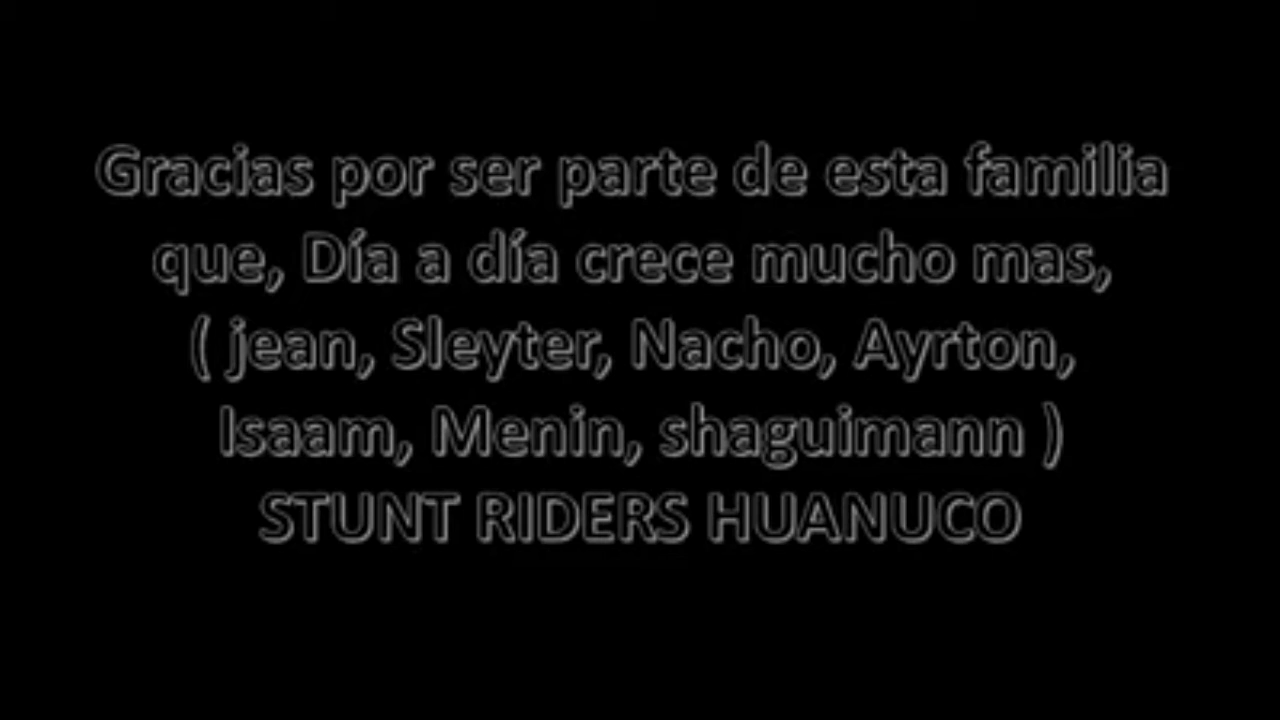 Gracias por ser parte de esta familia
que, Día a día crece mucho mas,
( jean, Sleyter, Nacho, Ayrton,
Isaam, Menin, shaguimann )
STUNT RIDERS HUANUCO